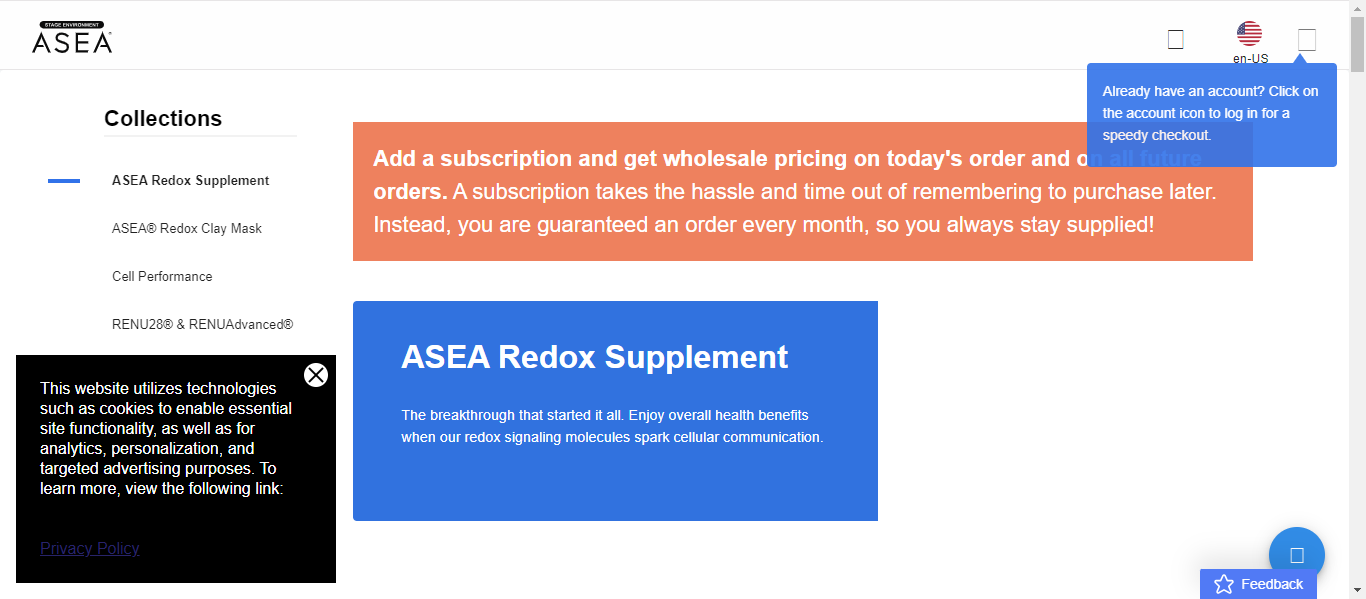 STAGE ENVIRONMENT
ASEA
en-US
Already have an account? Click on
the account icon to log in for a
speedy checkout.
Collections
ASEA Redox Supplement
ASEA® Redox Clay Mask
Cell Performance
RENU28® & RENUAdvanced®
Add a subscription and get wholesale pricing on today's order and on all future
orders. A subscription takes the hassle and time out of remembering to purchase later.
Instead, you are guaranteed an order every month, so you always stay supplied!
ASEA Redox Supplement
The breakthrough that started it all. Enjoy overall health benefits
when our redox signaling molecules spark cellular communication.
This website utilizes technologies
such as cookies to enable essential
site functionality, as well as for
analytics, personalization, and
targeted advertising purposes. To
learn more, view the following link:
Privacy Policy
Feedback